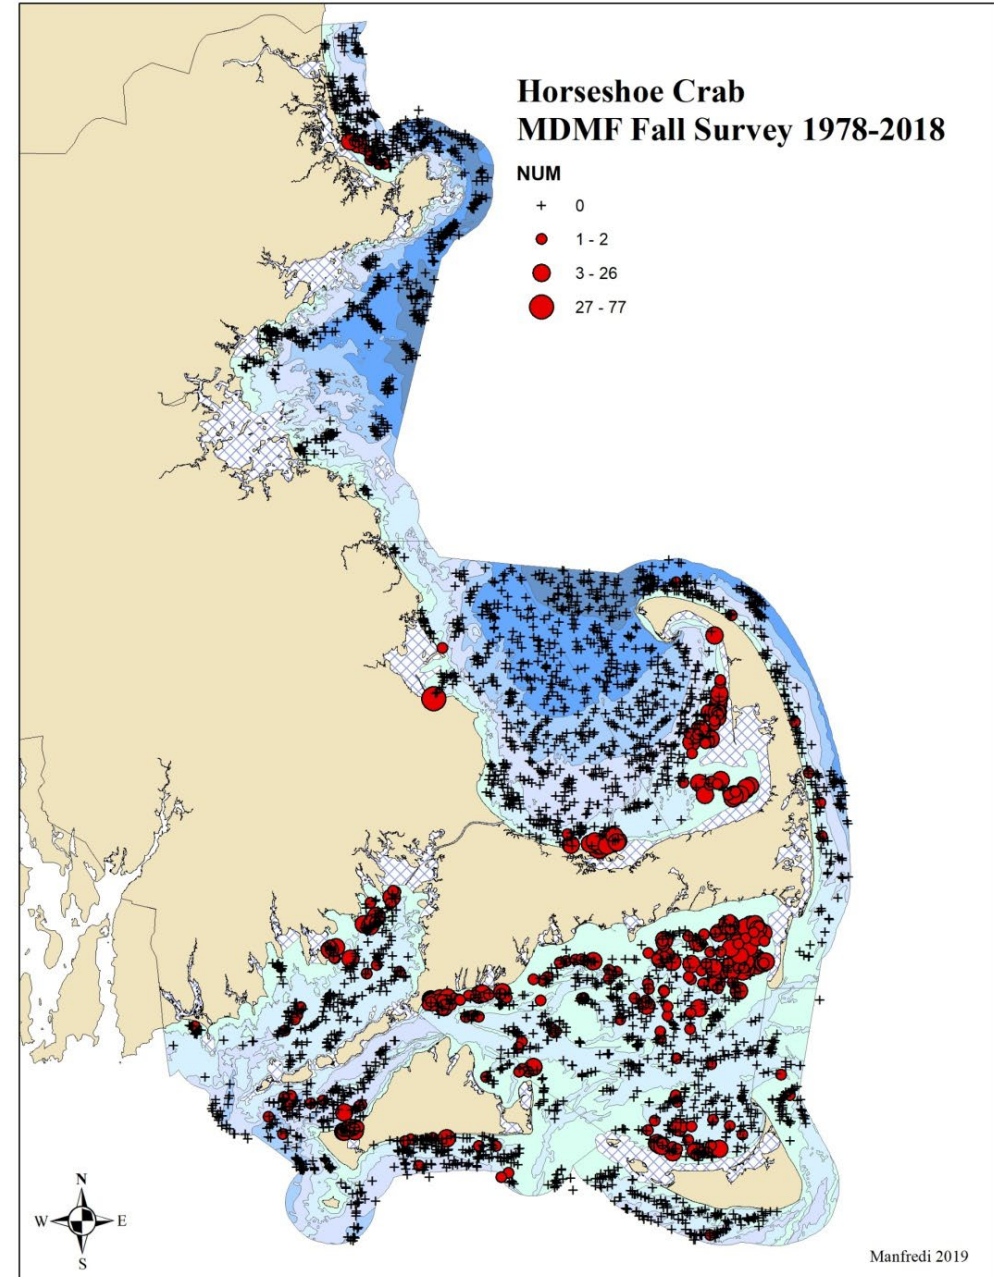 Horseshoe Crab
MDMF Fall Survey 1978-2018
NUM
0
1 - 2
3 - 26
27 - 77
N
W E
S
Manfredi 2019